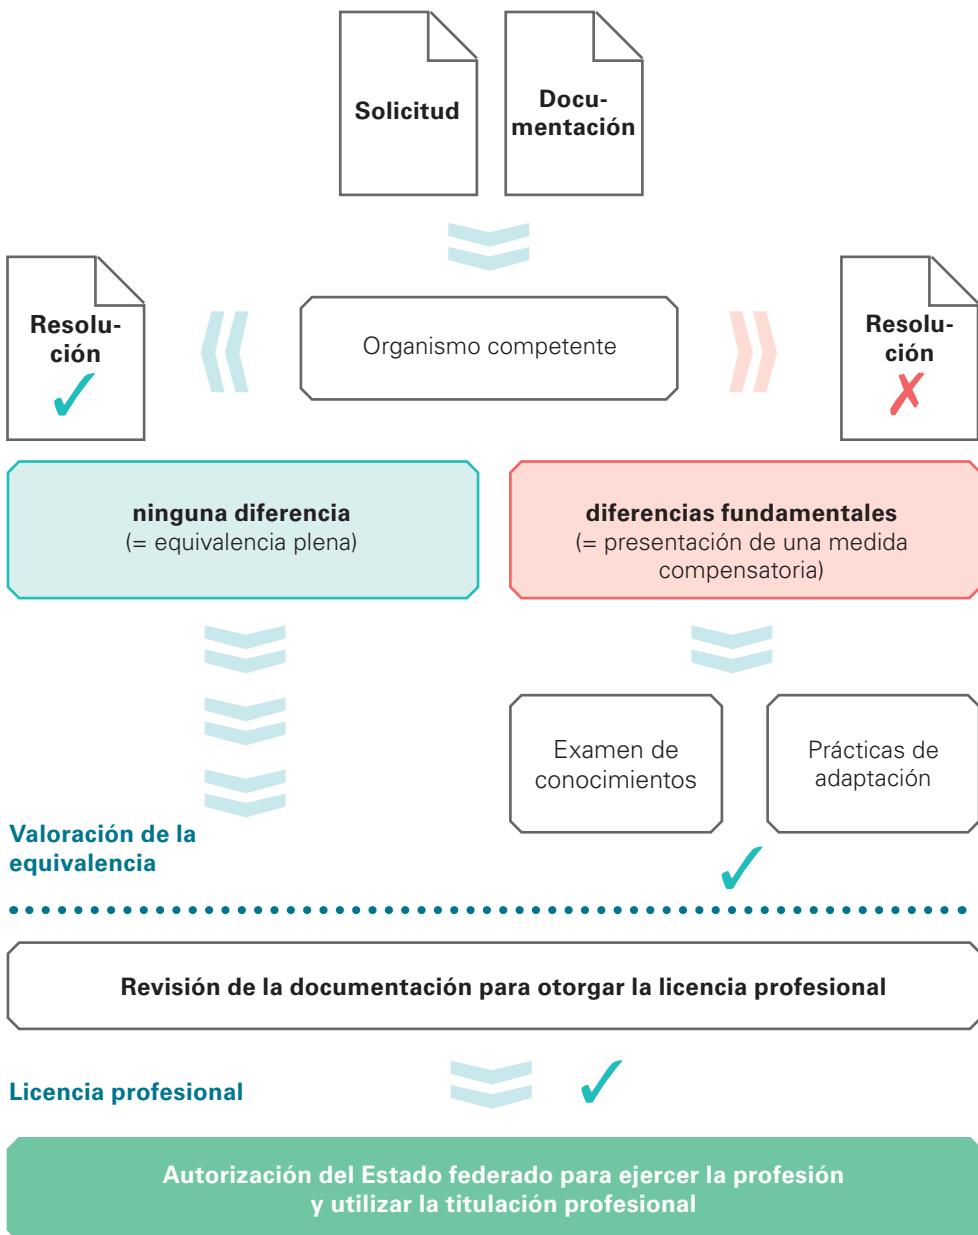 Solicitud
Docu-
mentación
Resolu-
ción
Organismo competente
Resolu-
ción
ninguna diferencia
(= equivalencia plena)
diferencias fundamentales
(= presentación de una medida
compensatoria)
Examen de
conocimientos
Prácticas de
adaptación
Valoración de la
equivalencia
Revisión de la documentación para otorgar la licencia profesional
Licencia profesional
Autorización del Estado federado para ejercer la profesión
y utilizar la titulación profesional